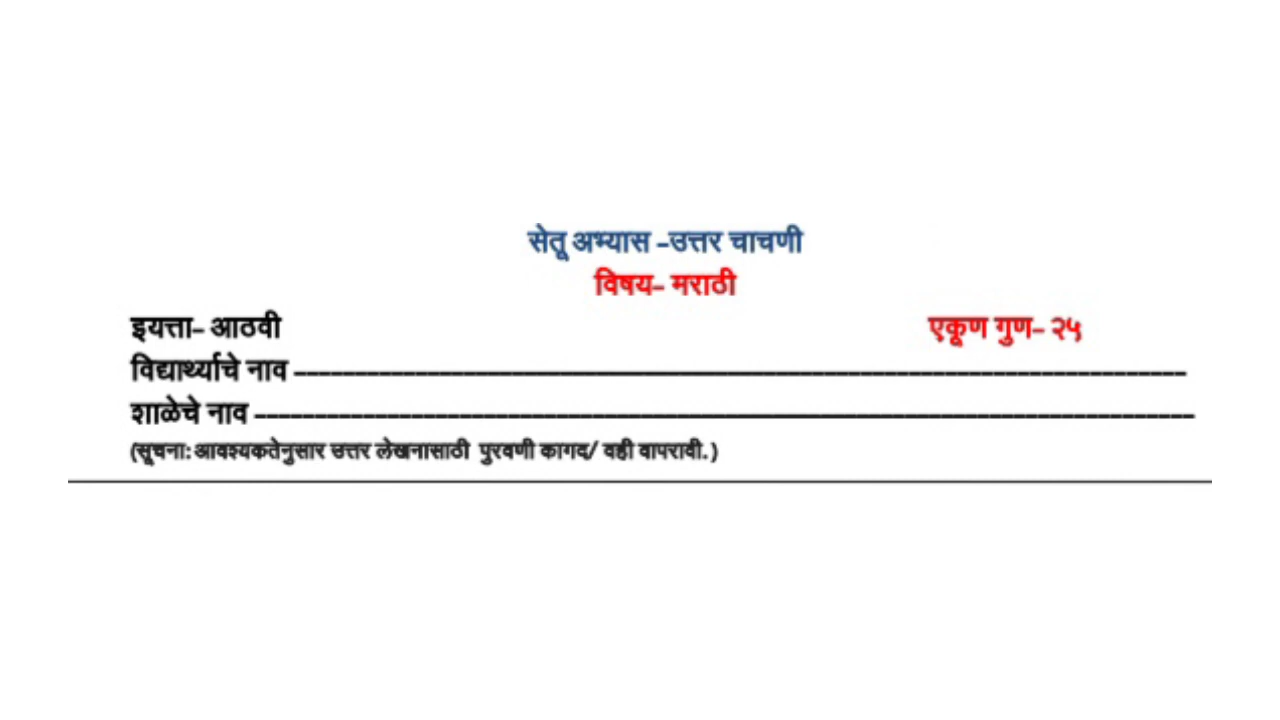 सेतू अभ्यास –उत्तर चाचणी
विषय– मराठी
इयत्ता– आठवी एकूण गुण– २५
विद्यार्थ्याचे नाव ––––––––––––––––––––––––––––––––––––––––––––––––––––––––––––––––––––––––
शाळेचे नाव ––––––––––––––––––––––––––––––––––––––––––––––––––––––––––––––––––––––––––––
(सूचना: आवश्यकतेनुसार उत्तर लेखनासाठी पुरवणी कागद/ वही वापरावी.)